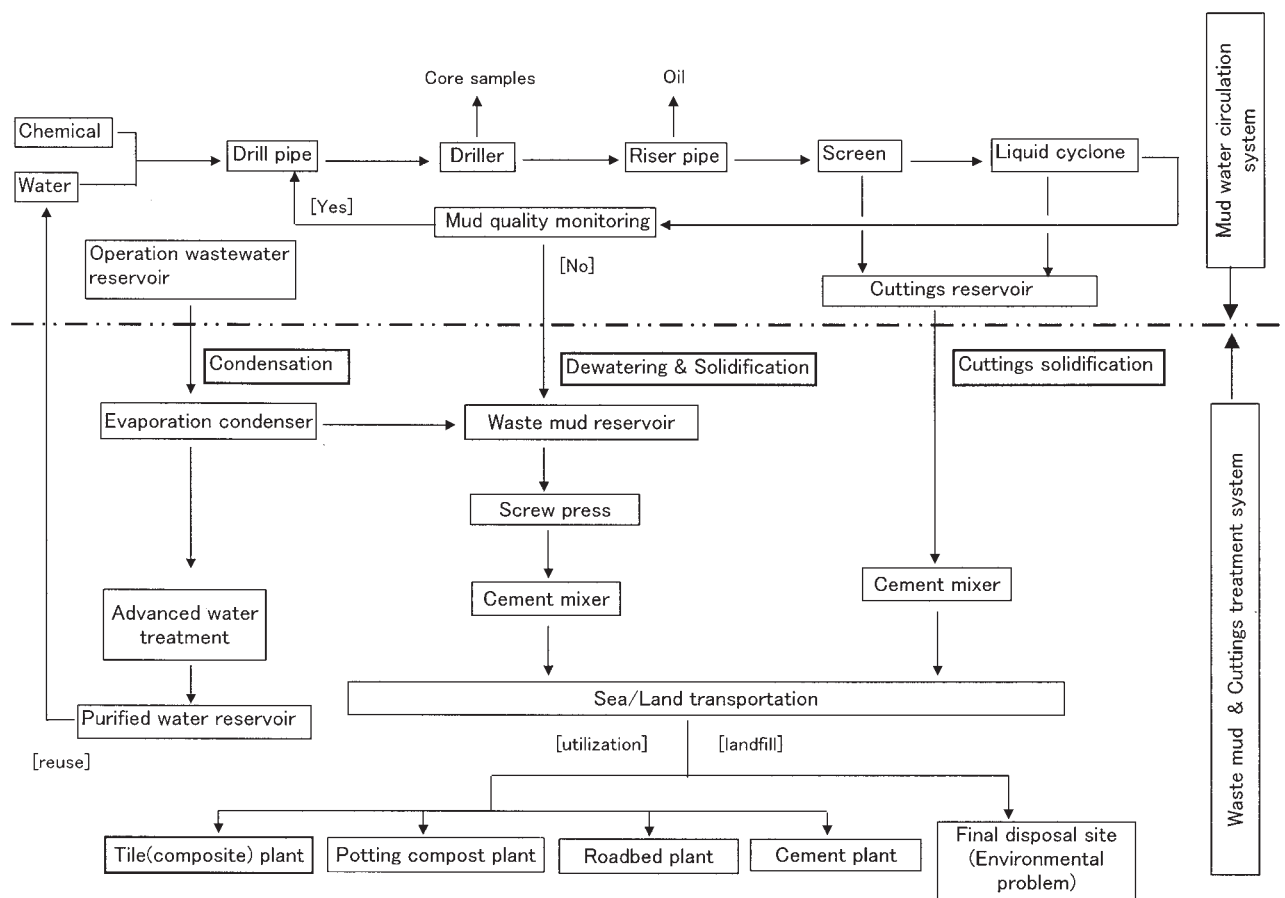 Core samples
Oil
Chemical
Drill pipe
Driller
Riser pipe
Screen
Liquid cyclone
Water
[Yes]
Mud quality monitoring
Operation wastewater
reservoir
[No]
Cuttings reservoir
Mud water circulation
system
Condensation
Dewatering & Solidification
Cuttings solidification
Evaporation condenser
Waste mud reservoir
Screw press
Cement mixer
Cement mixer
Advanced water
treatment
Purified water reservoir
Sea/Land transportation
[reuse]
[utilization]
[landfill]
Tile(composite) plant
Potting compost plant
Roadbed plant
Cement plant
Final disposal site
(Environmental
problem)
Waste mud & Cuttings treatment system